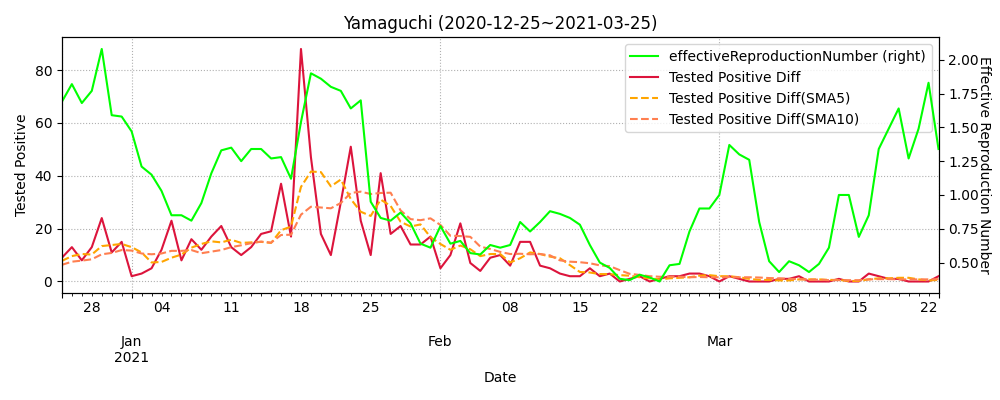 Yamaguchi (2020-12-25~2021-03-25)
effectiveReproductionNumber (right)
Tested Positive Diff
Tested Positive Diff(SMA5)
Tested Positive Diff(SMA10)
Tested Positive
80
60
40
20
0
Effective Reproduction Number
2.00
1.75
1.50
1.25
1.00
0.75
0.50
28 04 11 18 25 08 15 22 08 15 22
Jan Feb Mar
2021
Date